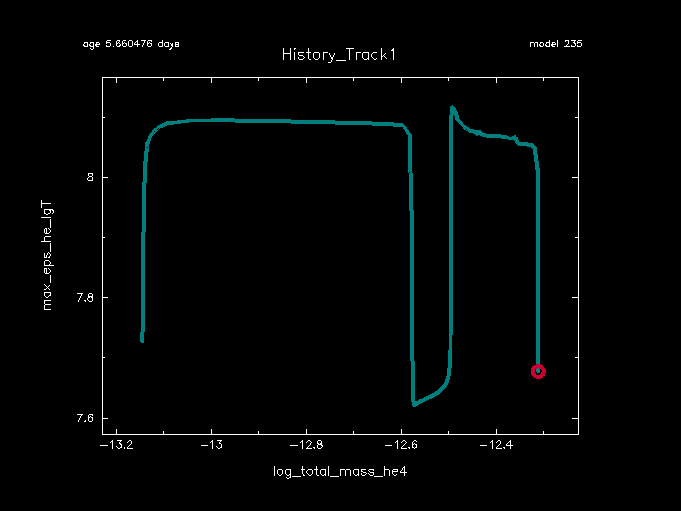 age 5.660476 days
model 235
History_Track1
8
7.8
7.6
max_eps_he_lgT
-13.2
-13
-12.8
-12.6
-12.4
log_total_mass_he4